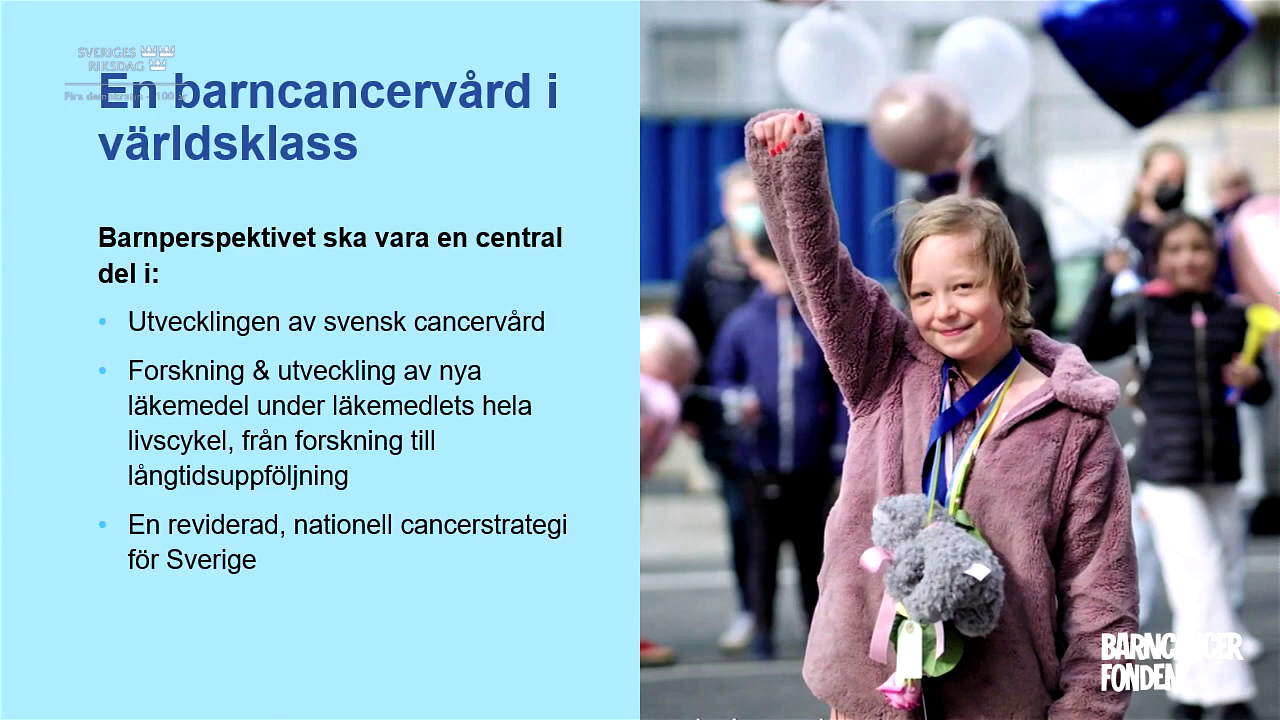 SVERIGES
RIKSDAG
En barncancervård i
världsklass
Barnperspektivet ska vara en central
del i:
• Utvecklingen av svensk cancervård
• Forskning & utveckling av nya
läkemedel under läkemedlets hela
livscykel, från forskning till
långtidsuppföljning
• En reviderad, nationell cancerstrategi
för Sverige
BARNCANCER
FONDEN